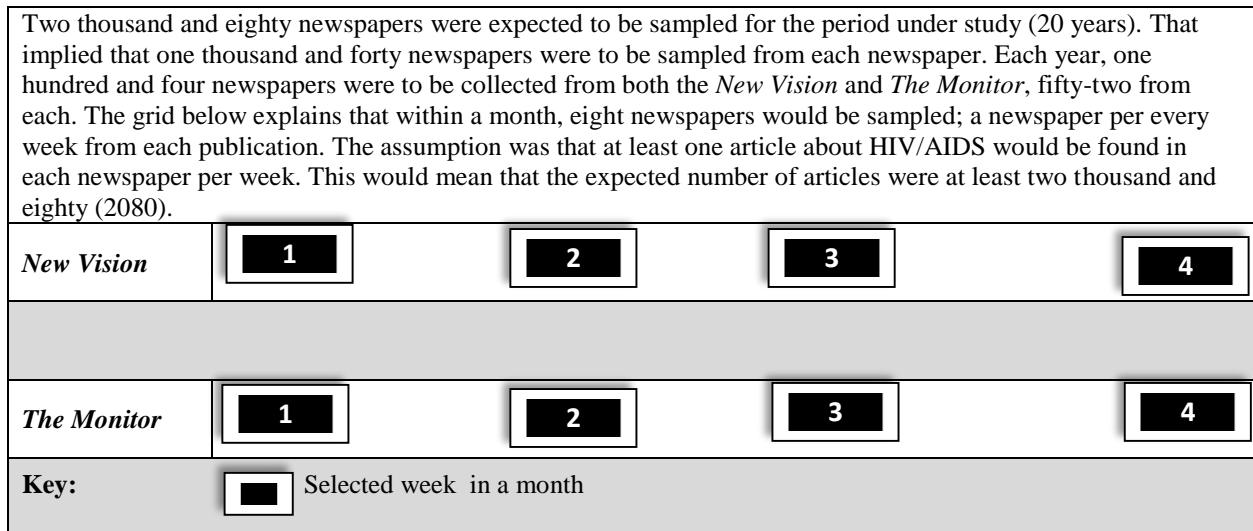 Two thousand and eighty newspapers were expected to be sampled for the period under study (20 years). That
implied that one thousand and forty newspapers were to be sampled from each newspaper. Each year, one
hundred and four newspapers were to be collected from both the New Vision and The Monitor, fifty-two from
each. The grid below explains that within a month, eight newspapers would be sampled; a newspaper per every
week from each publication. The assumption was that at least one article about HIV/AIDS would be found in
each newspaper per week. This would mean that the expected number of articles were at least two thousand and
eighty (2080).
New Vision 1 2 3 4
The Monitor 1 2 3 4
Key: Selected week in a month